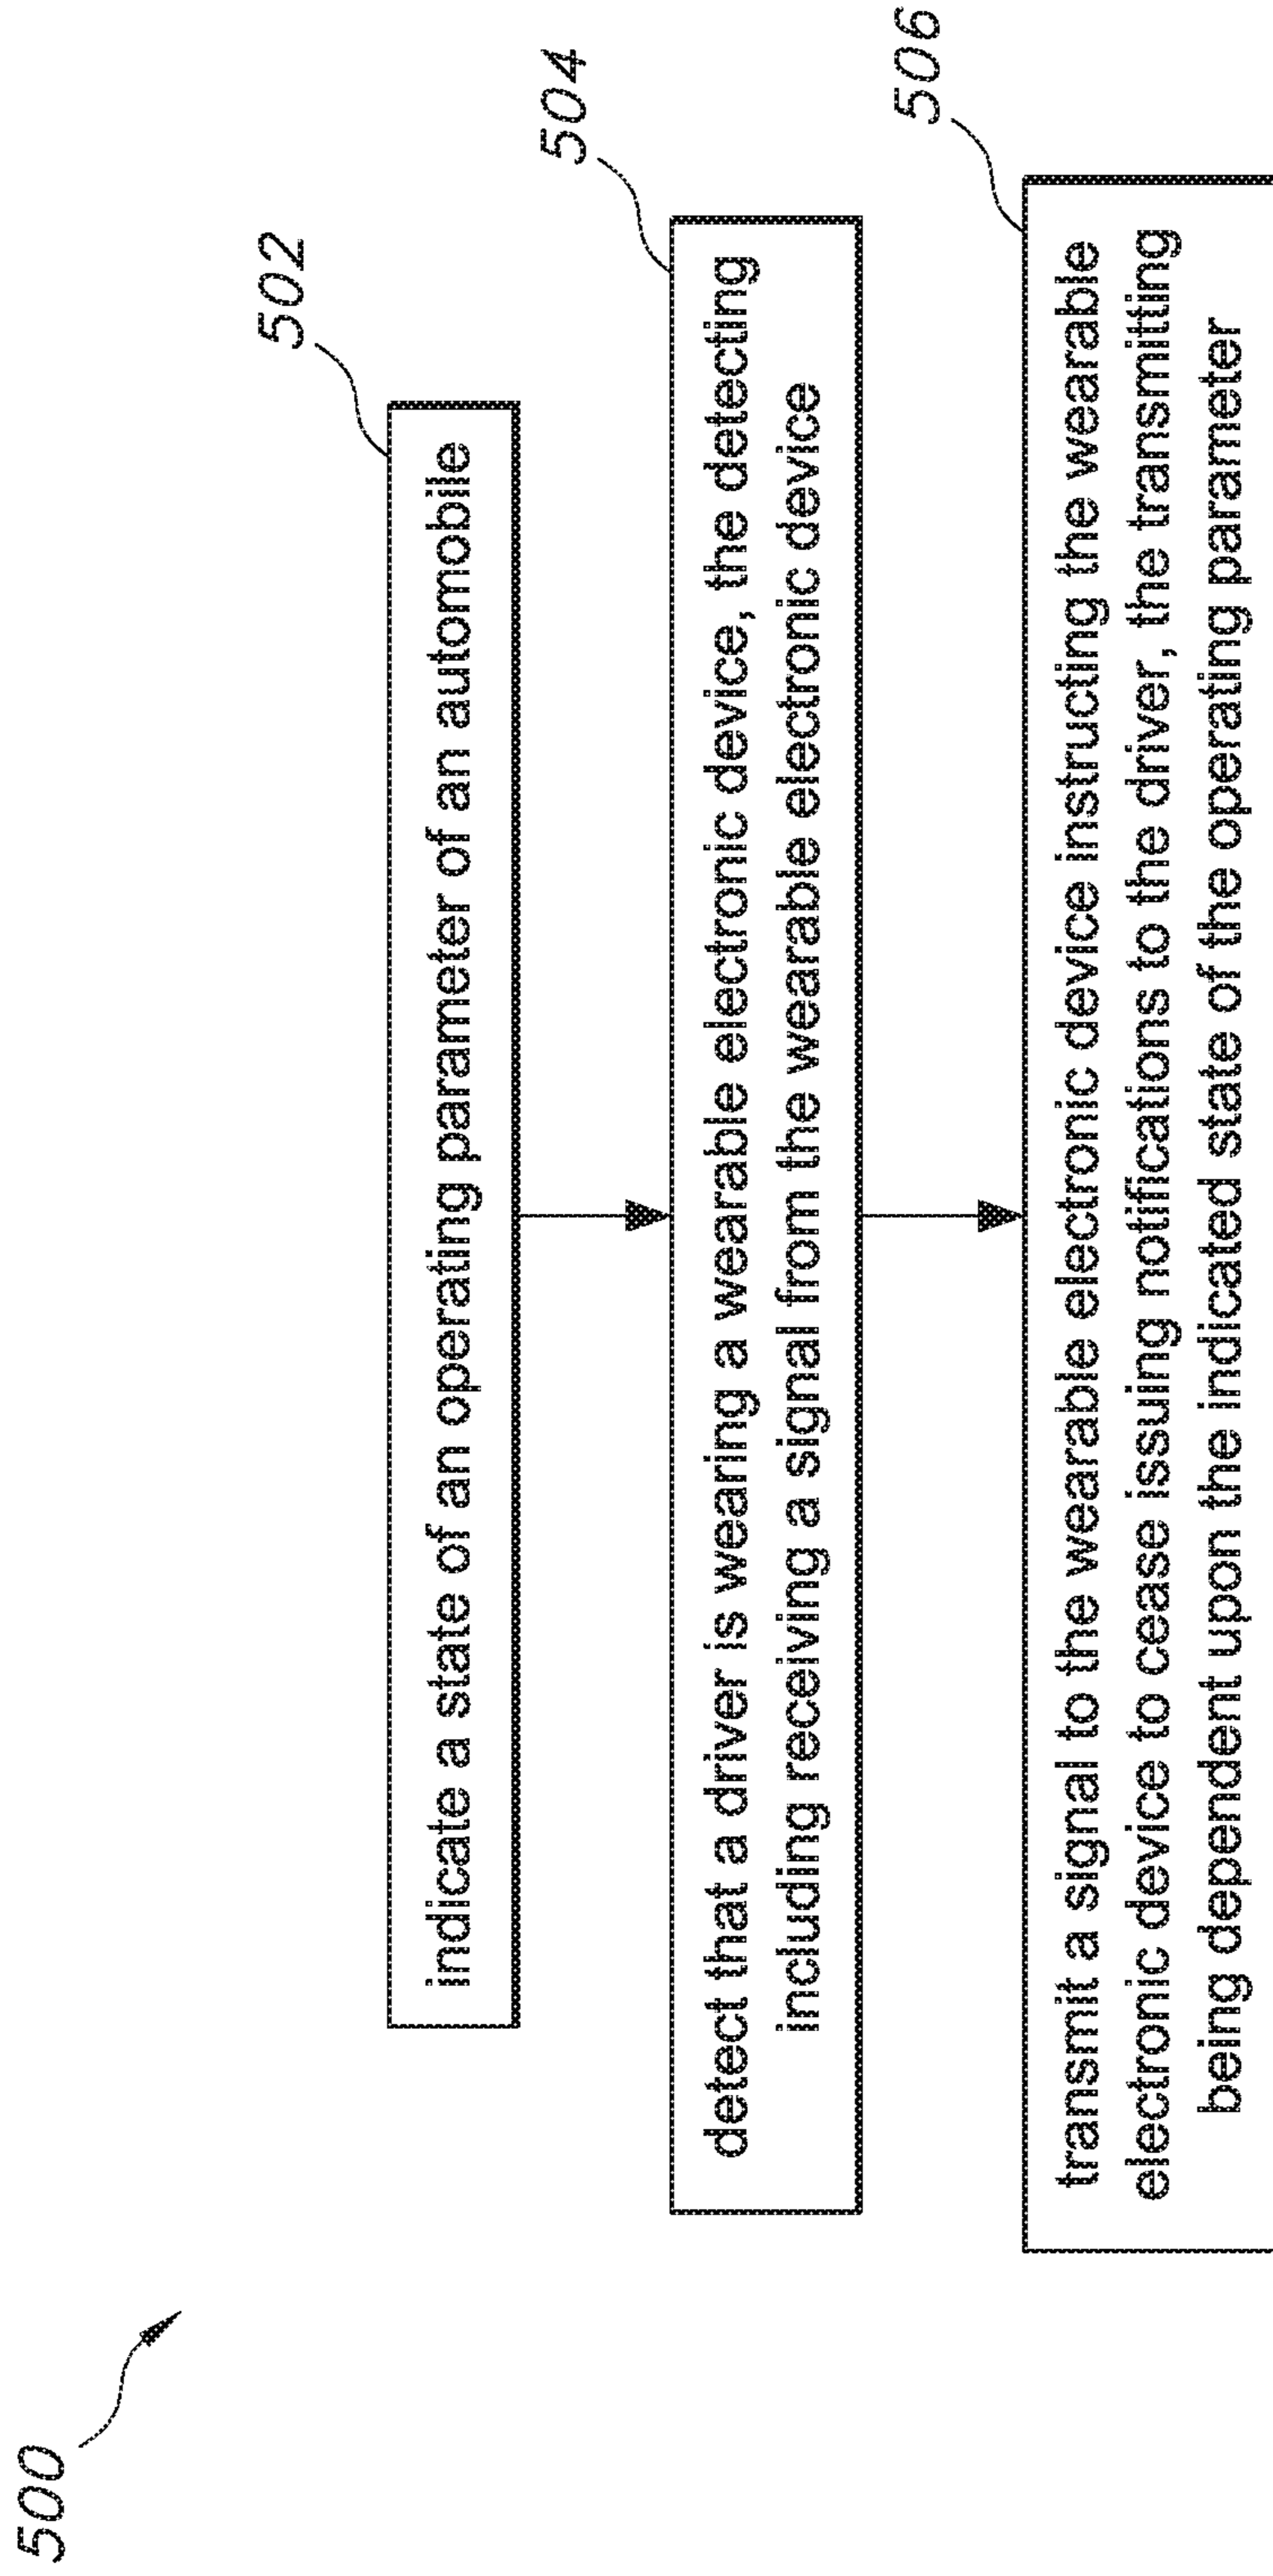 500
502
indicate a state of an operating parameter of an automobile
504
detect that a driver is wearing a wearable electronic device, the detecting
including receiving a signal from the wearable electronic device
506
transmit a signal to the wearable electronic device instructing the wearable
electronic device to cease issuing notifications to the driver, the transmitting
being dependent upon the indicated state of the operating parameter